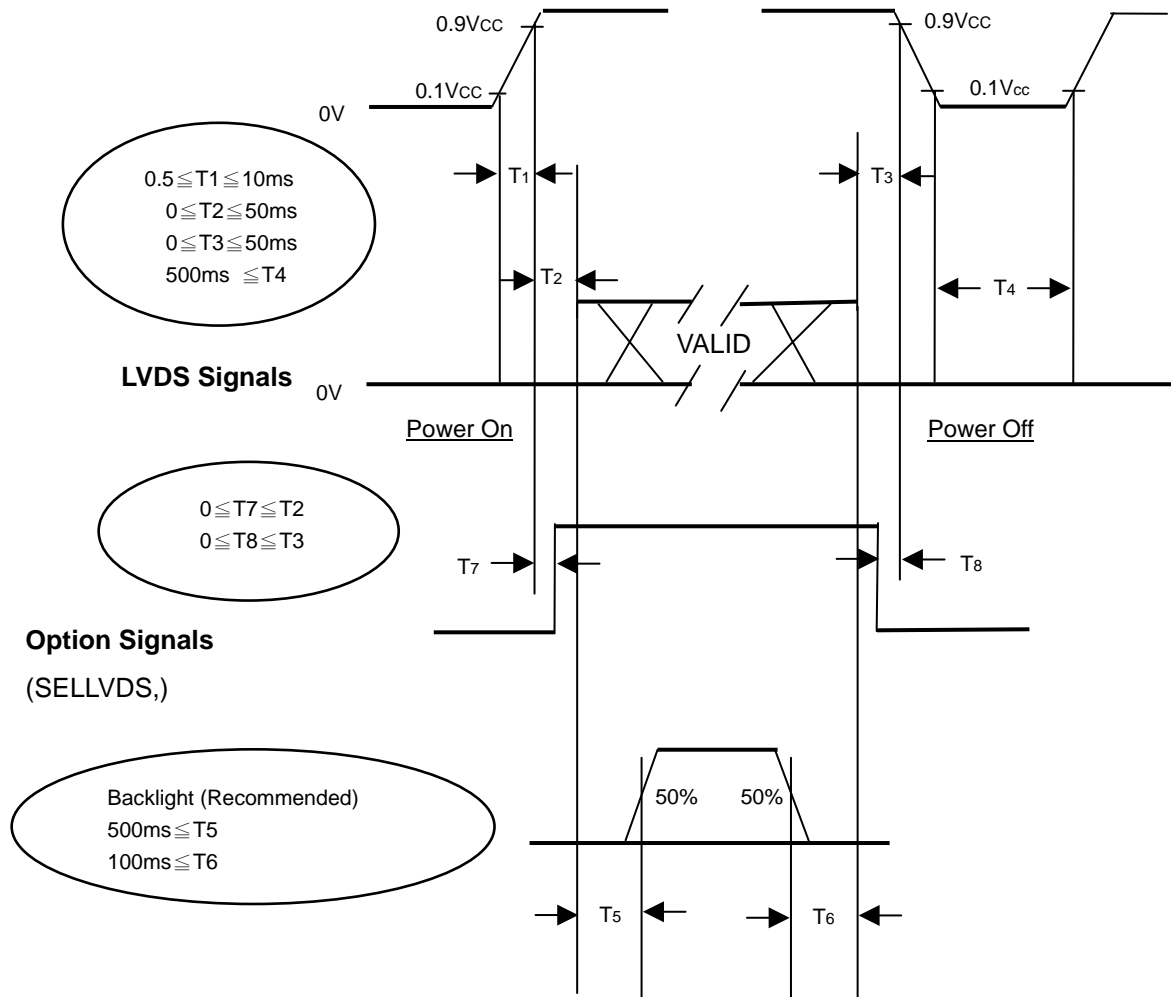 0.9VCC
0.9VCC
0.1VCC
0.1Vcc
0V
0.5≦T1≦10ms
0≦T2≦50ms
0≦T3≦50ms
500ms ≦T4
T1
T3
T2
T4
VALID
LVDS Signals
0V
Power On
Power Off
0≦T7≦T2
0≦T8≦T3
T7
T8
Option Signals
(SELLVDS,)
Backlight (Recommended)
500ms≦T5
100ms≦T6
50%
50%
T5
T6